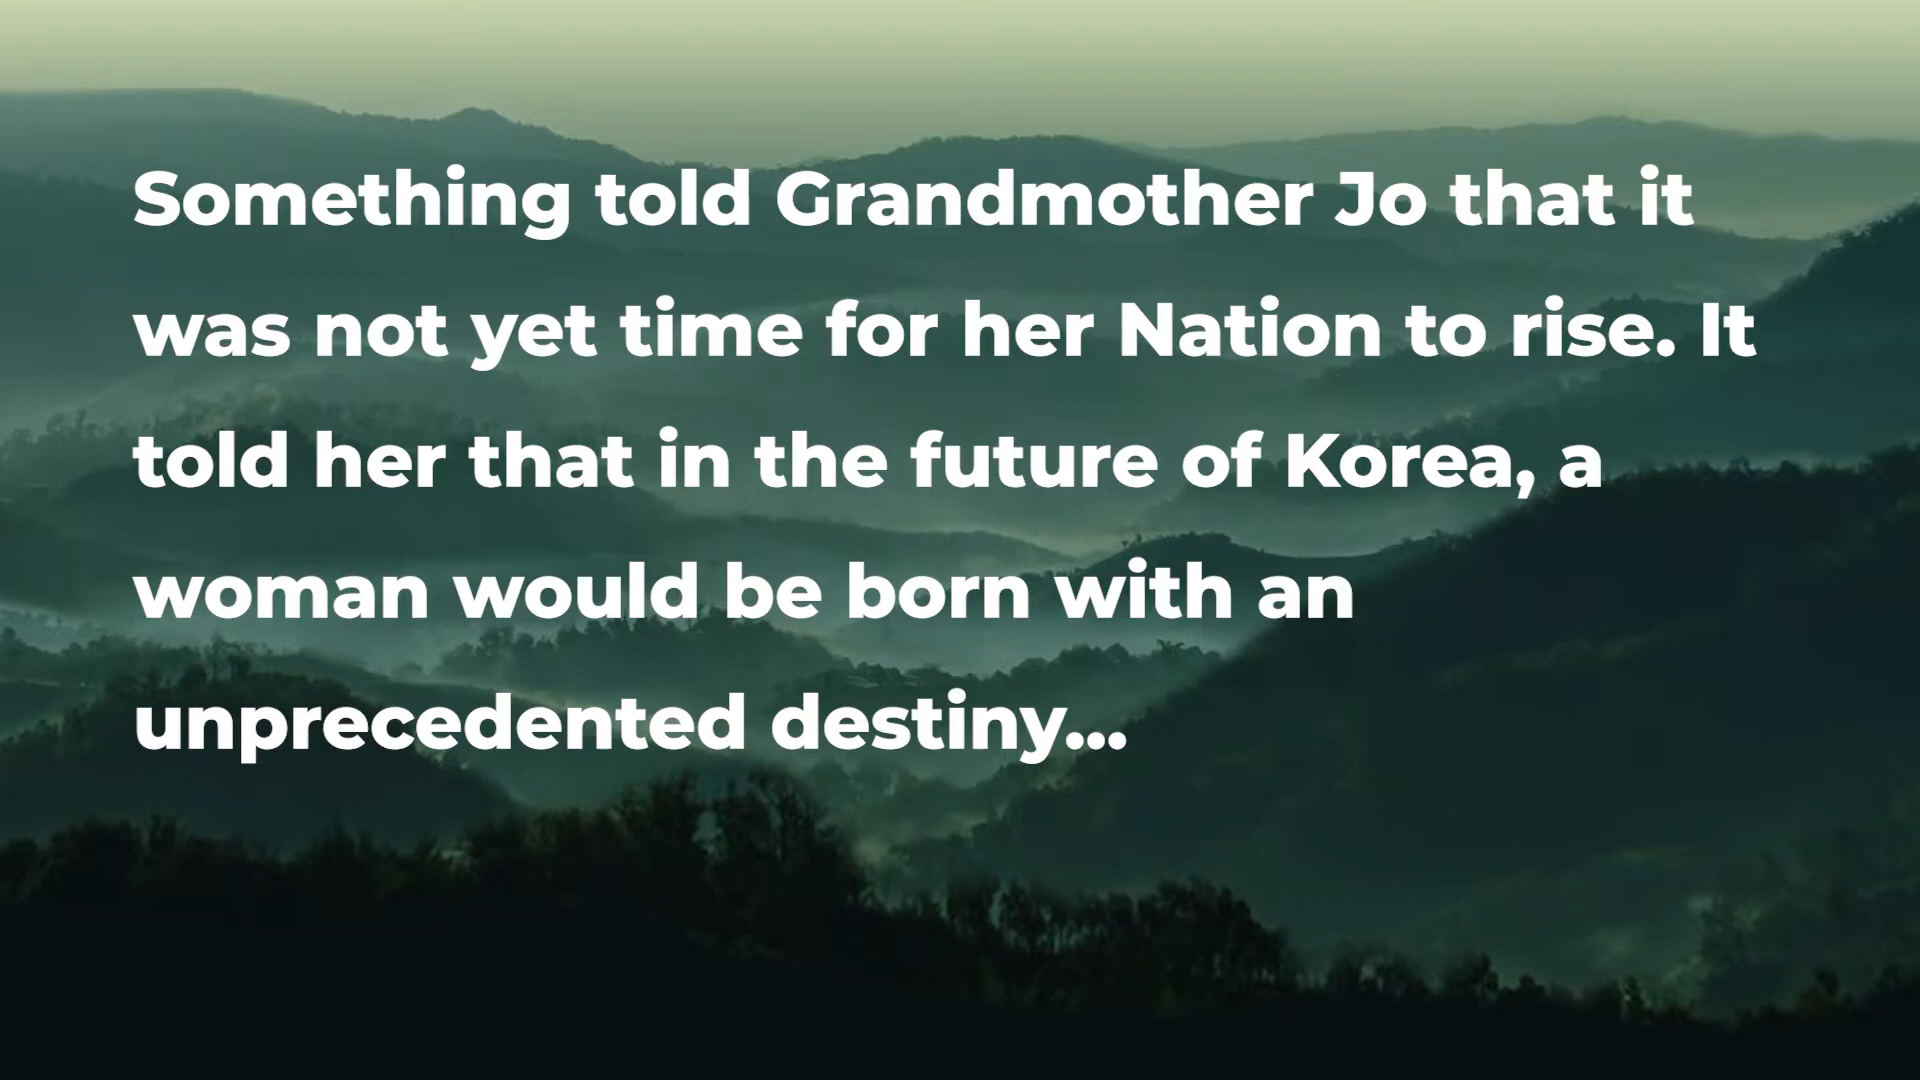 Something told Grandmother Jo that it
was not yet time for her Nation to rise. It
told her that in the future of Korea, a
woman would be born with an
unprecedented destiny...